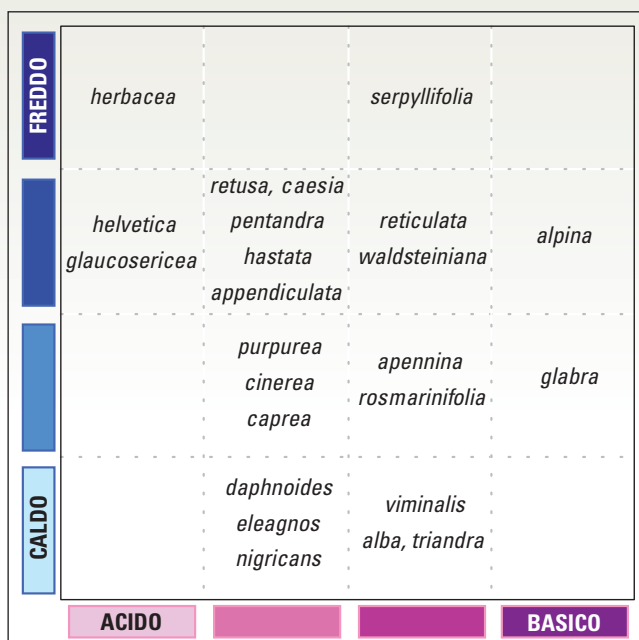 FREDDO
herbacea
serpyllifolia
helvetica
glaucosericea
retusa, caesia
pentandra
hastata
appendiculata
reticulata
waldsteiniana
alpina
purpurea
cinerea
caprea
apennina
rosmarinifolia
glabra
CALDO
daphnoides
eleagnos
nigricans
viminalis
alba, triandra
ACIDO
BASICO